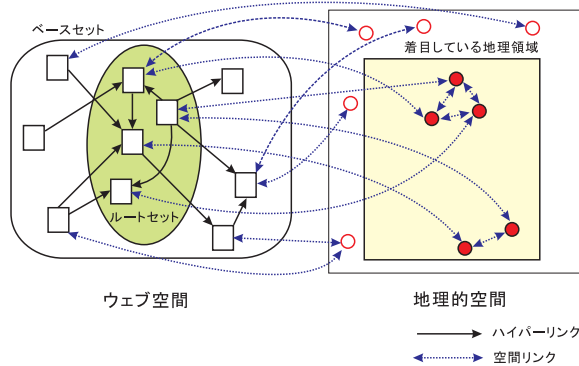 ベースセット
着目している地理領域
ルートセット
ウェブ空間
地理的空間
ハイパーリンク
空間リンク